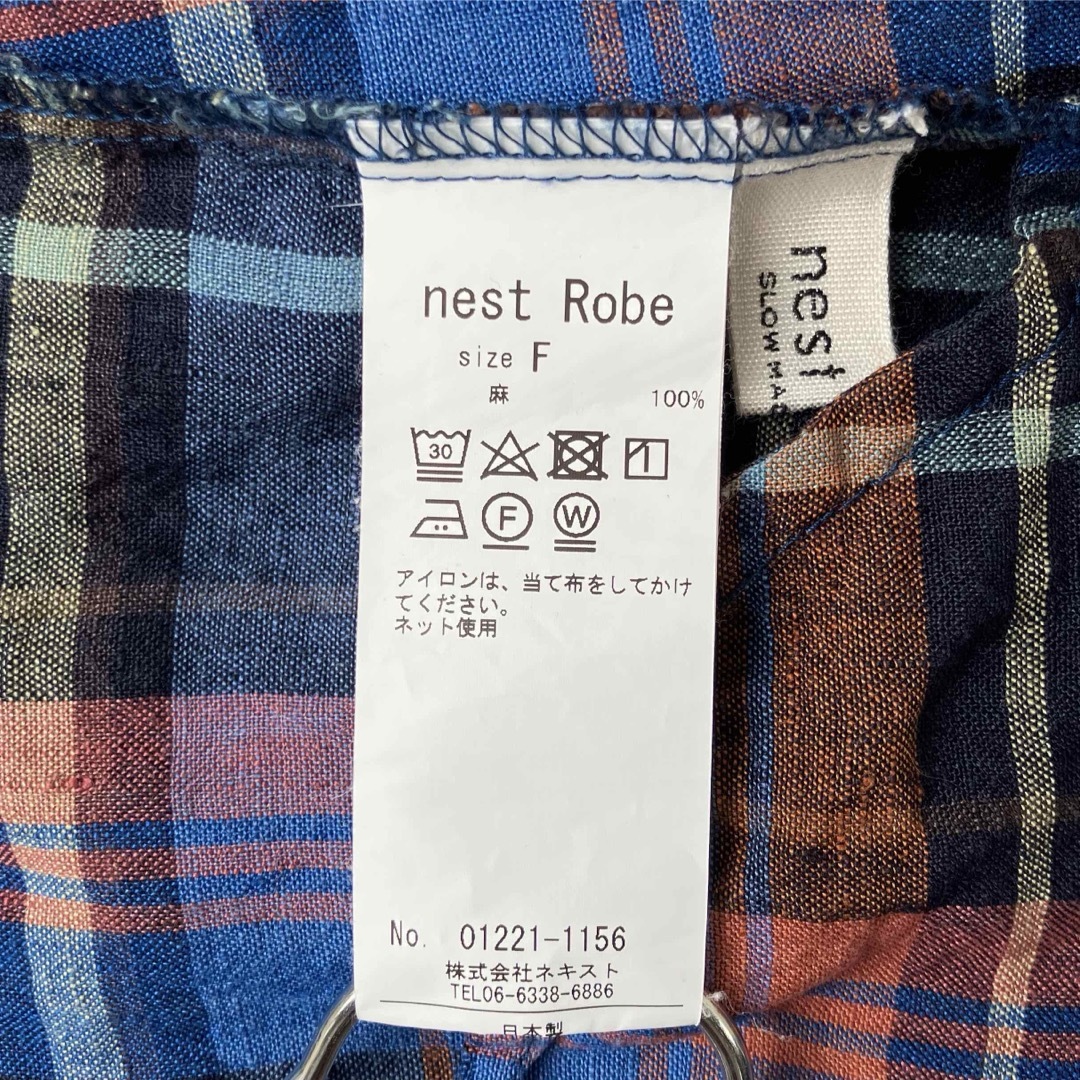 nest Robe
size F
麻 100%
30
F W
アイロンは、当て布をしてかけ
てください。
ネット使用
No. 01221-1156
株式会社ネキスト
TEL06-6338-6886
日本製
nest
SLOW